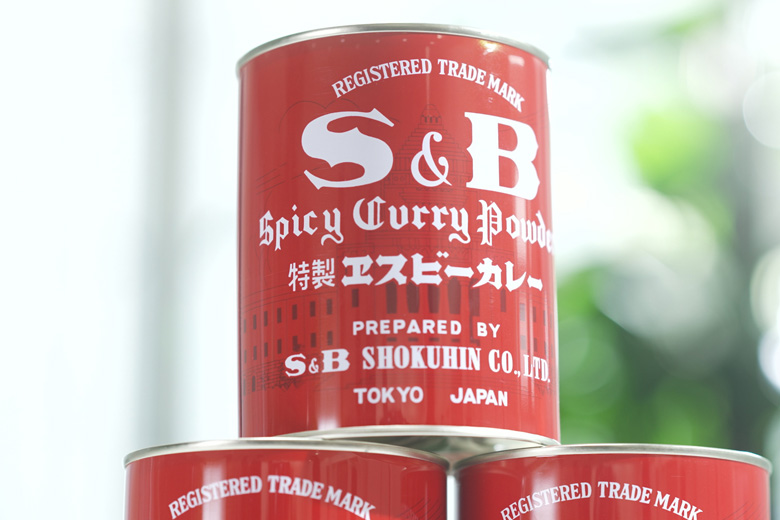 REGISTERED TRADE MARK
S&B
Spicy Curry Powde
特製 ヱスビーカレー
PREPARED BY
S&B SHOKUHIN CO., LTD.
TOKYO JAPAN
REGISTERED TRADE MARK
REGISTERED TRADE MARK